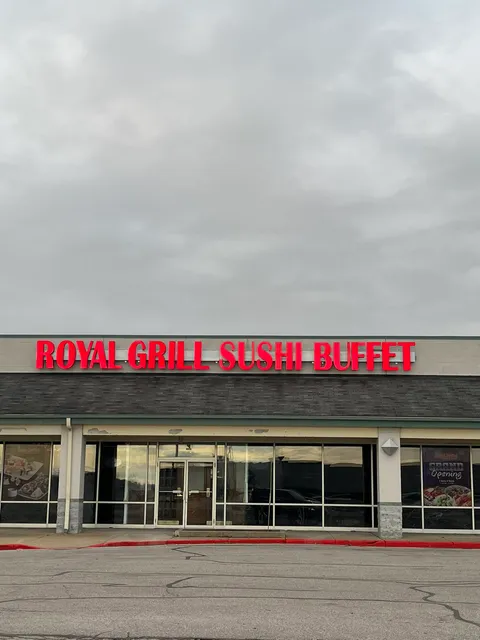 ROYAL GRILL SUSHI BUFFET
GRAND
Opening